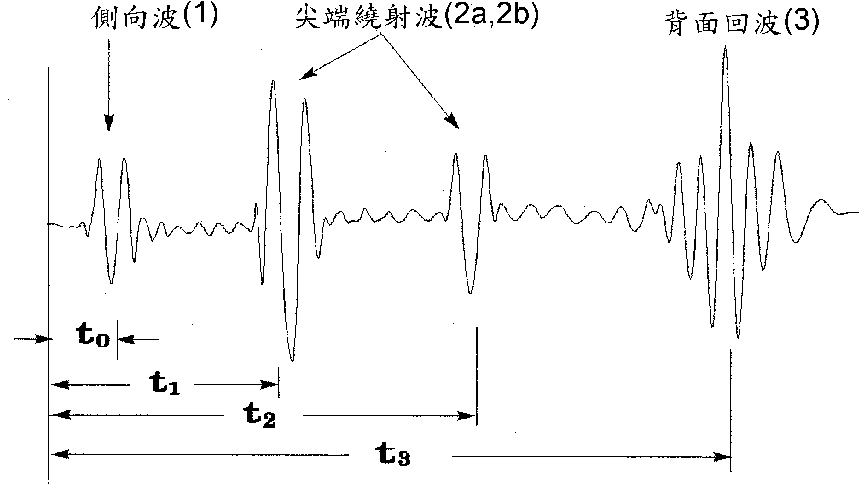 側向波(1)
尖端繞射波(2a,2b)
背面回波(3)
t₀
t₁
t₂
t₃